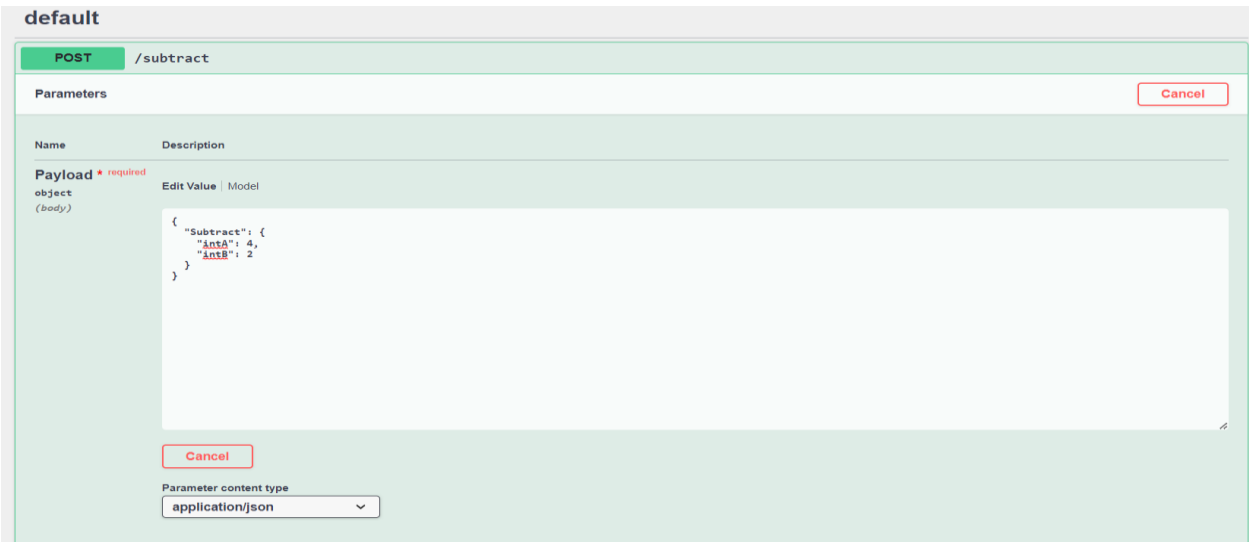 default
POST /subtract
Parameters Cancel
Name Description
Payload * required
object
(body)
Edit Value | Model
{
  "Subtract": {
    "intA": 4,
    "intB": 2
  }
}
Cancel
Parameter content type
application/json